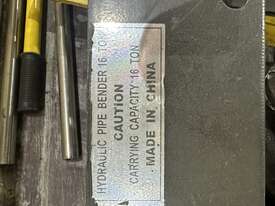 HYDRAULIC PIPE BENDER 16 TON
CAUTION
CARRYING CAPACITY 16 TON
MADE IN CHINA